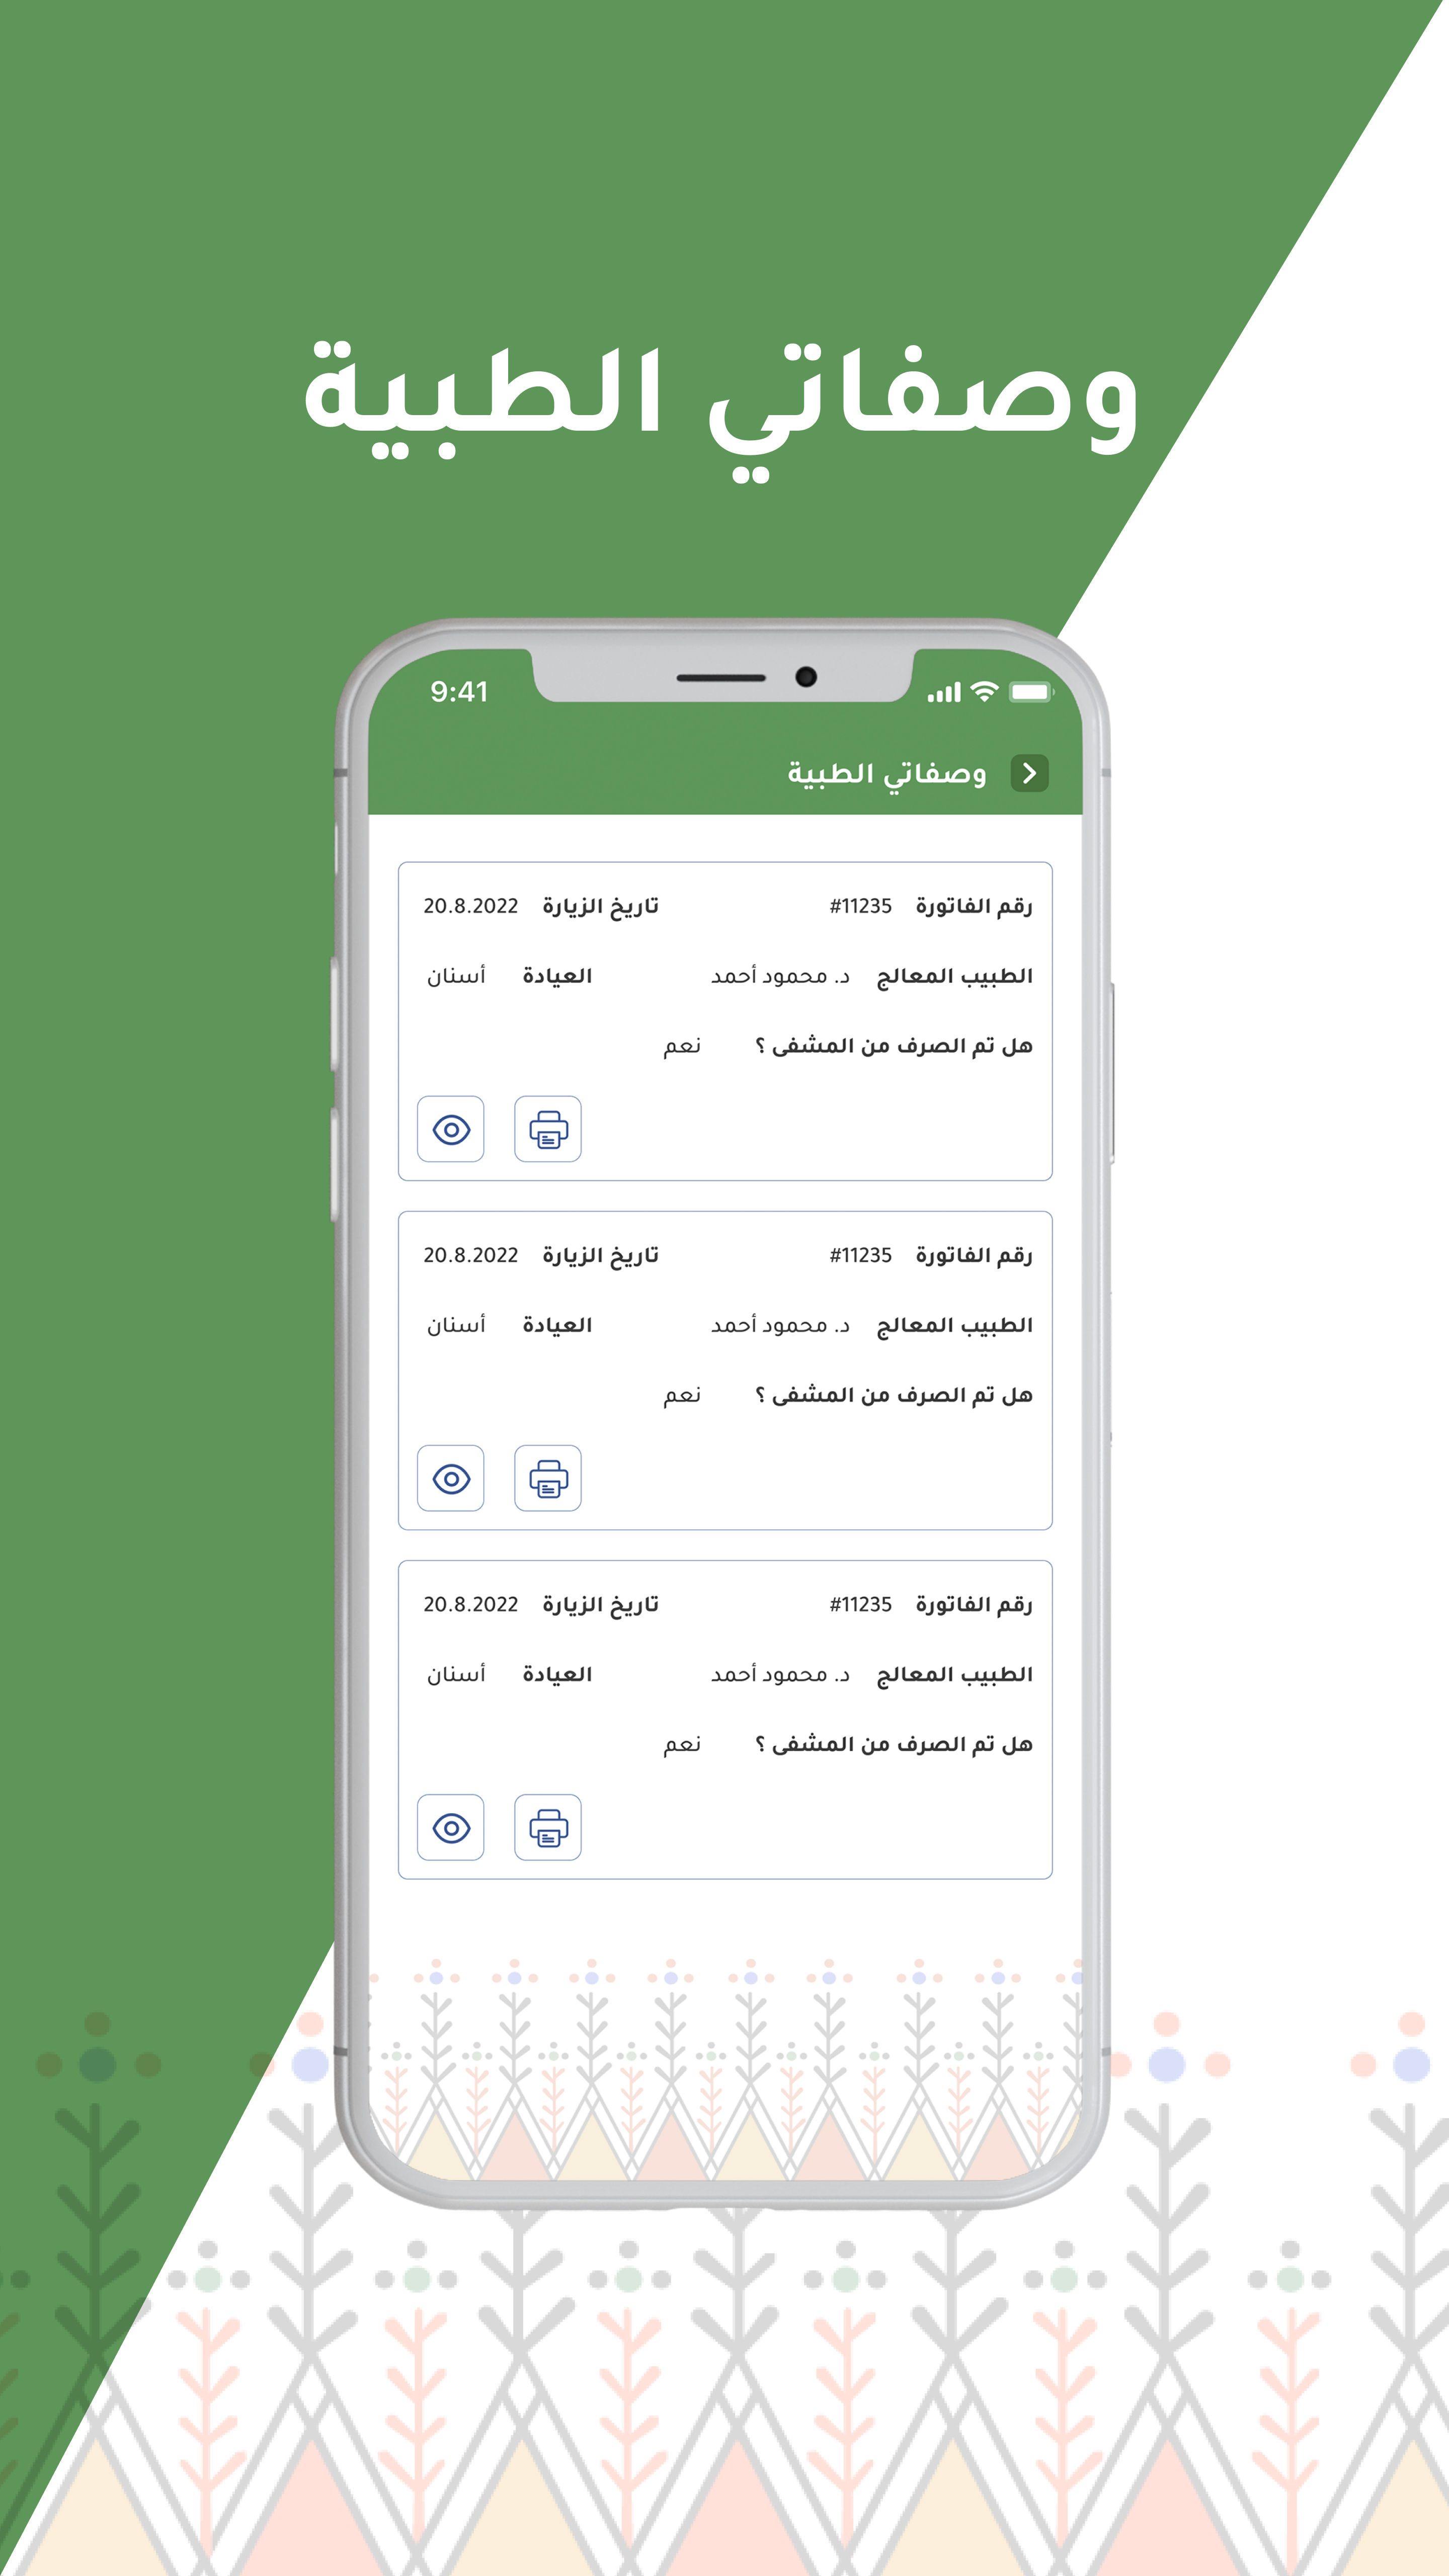 وصفاتي الطبية
9:41
وصفاتي الطبية
رقم الفاتورة #11235 تاريخ الزيارة 20.8.2022
الطبيب المعالج د. محمود أحمد العيادة أسنان
هل تم الصرف من المشفى ؟ نعم
رقم الفاتورة #11235 تاريخ الزيارة 20.8.2022
الطبيب المعالج د. محمود أحمد العيادة أسنان
هل تم الصرف من المشفى ؟ نعم
رقم الفاتورة #11235 تاريخ الزيارة 20.8.2022
الطبيب المعالج د. محمود أحمد العيادة أسنان
هل تم الصرف من المشفى ؟ نعم